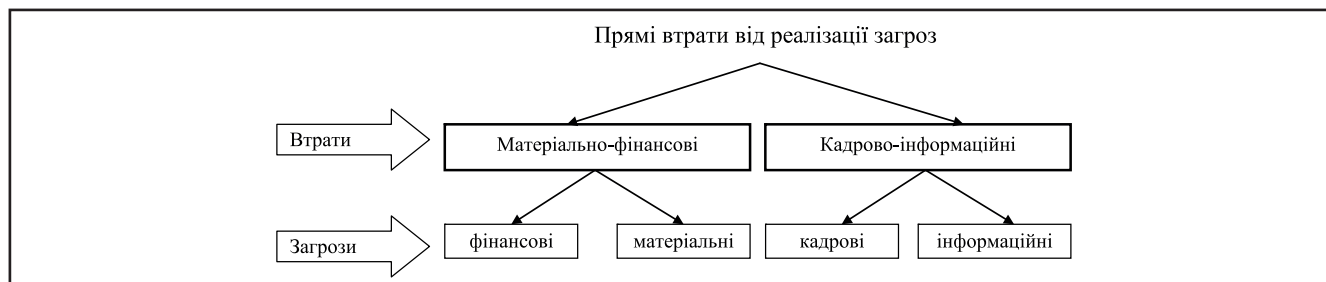 Прямі втрати від реалізації загроз
Втрати
Матеріально-фінансові
Кадрово-інформаційні
Загрози
фінансові
матеріальні
кадрові
інформаційні